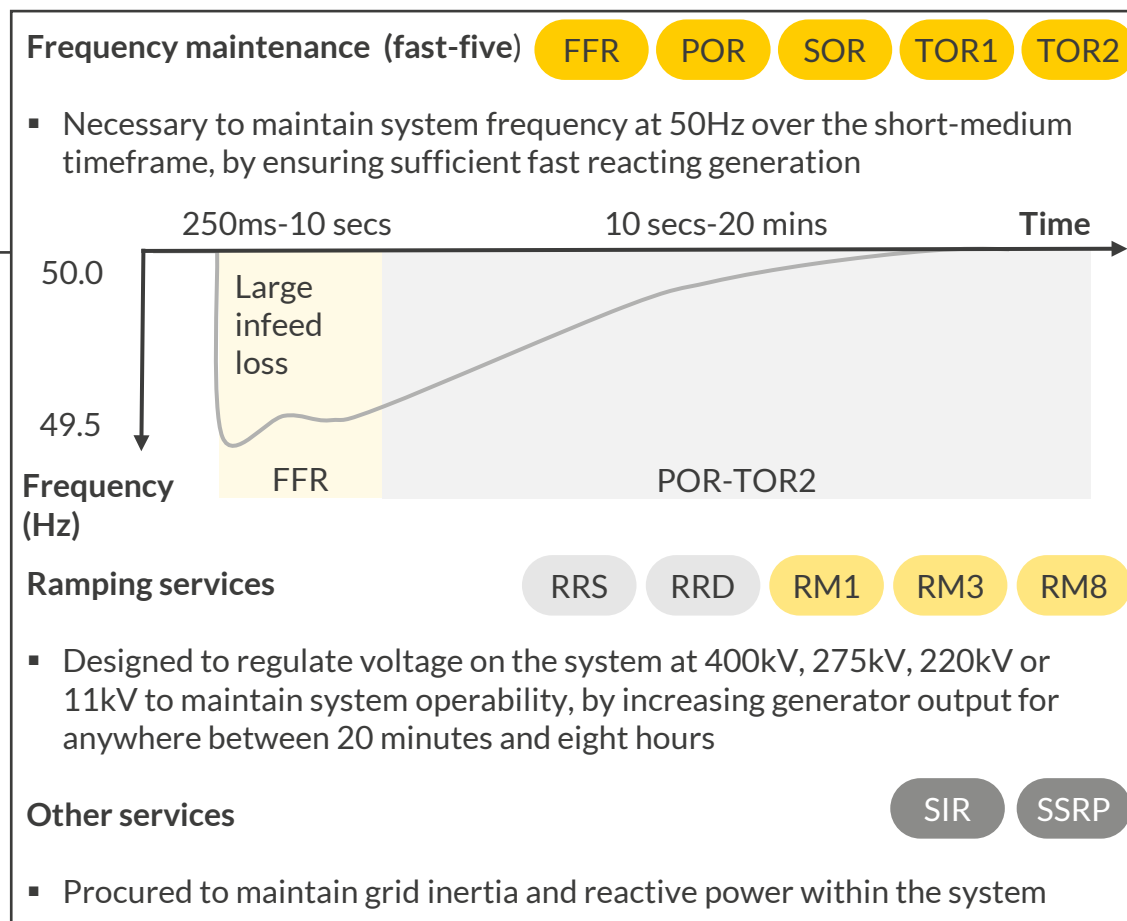 Frequency maintenance (fast-five) FFR POR SOR TOR1 TOR2
▪ Necessary to maintain system frequency at 50Hz over the short-medium
timeframe, by ensuring sufficient fast reacting generation
250ms-10 secs 10 secs-20 mins Time
50.0
Large
infeed
loss
49.5
FFR POR-TOR2
Frequency
(Hz)
Ramping services RRS RRD RM1 RM3 RM8
▪ Designed to regulate voltage on the system at 400kV, 275kV, 220kV or
11kV to maintain system operability, by increasing generator output for
anywhere between 20 minutes and eight hours
Other services SIR SSRP
▪ Procured to maintain grid inertia and reactive power within the system